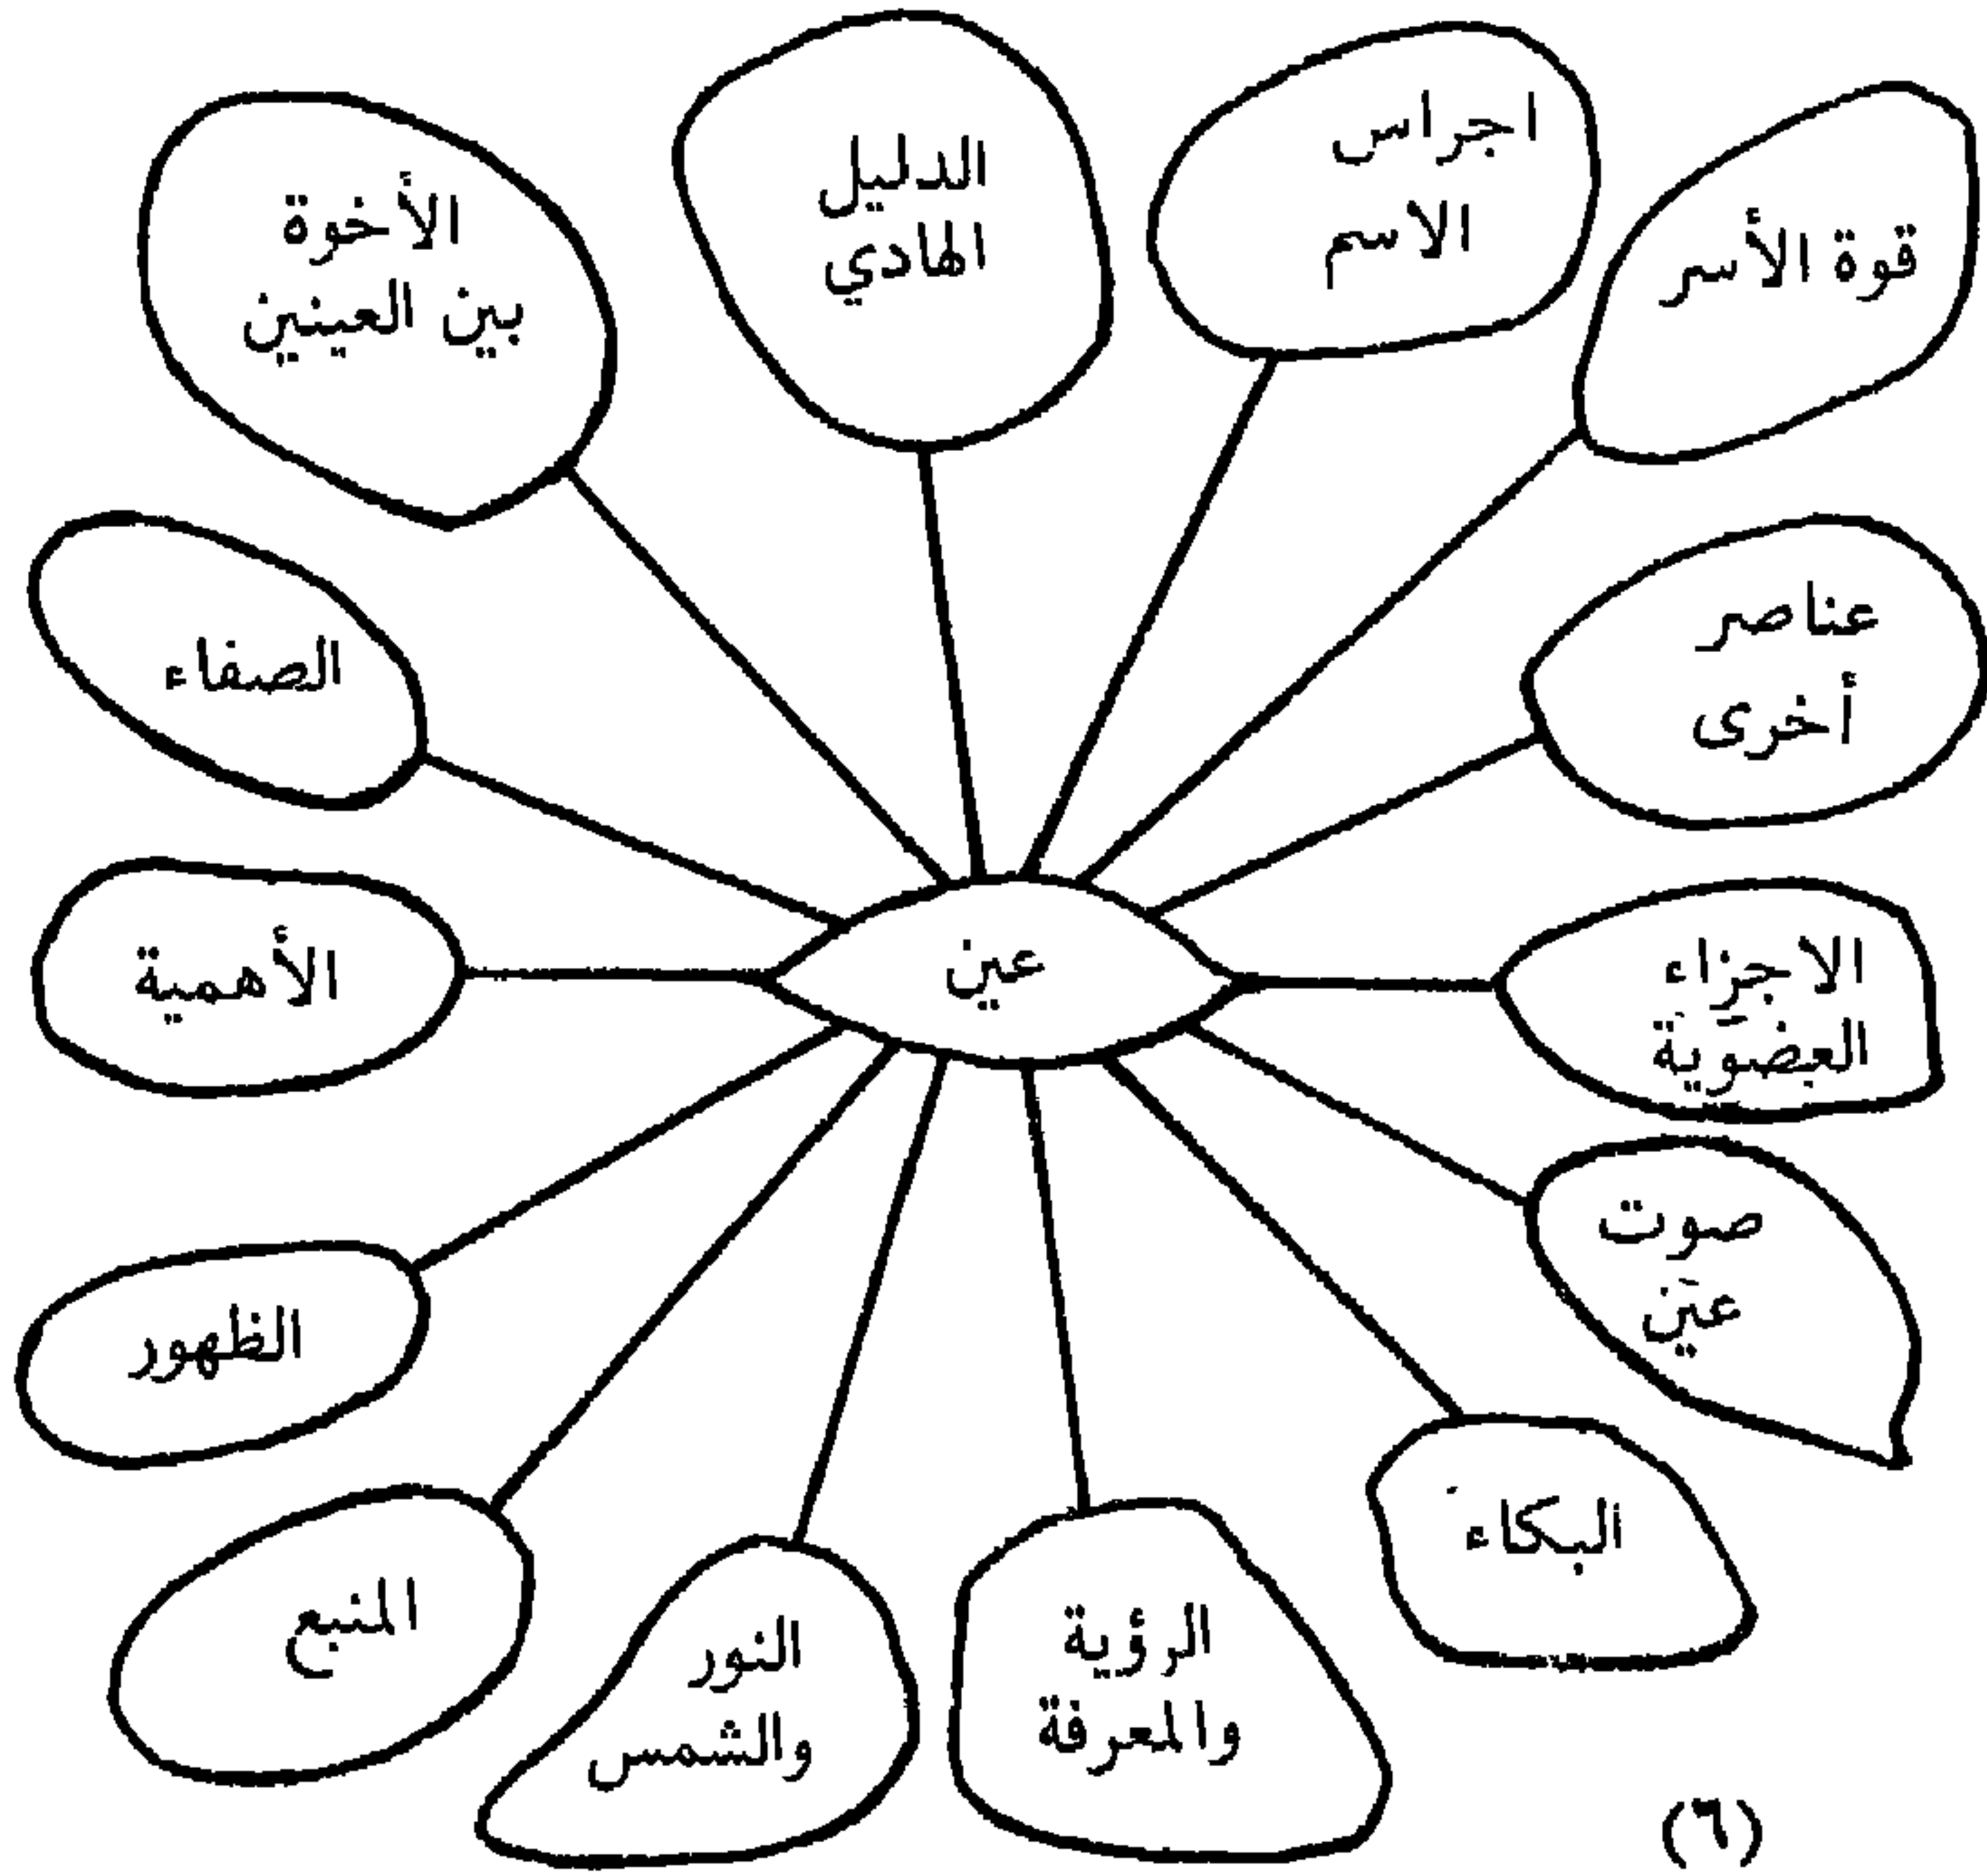 الأخوة
بين العينين
الدليل
الهادي
اجراس
الاسم
قوة الأسر
عناصر
أخرى
الصفاء
الأهمية
عين
الاجزاء
العضوية
صوت
عين
الظهور
البكاء
المنبع
النور
والشمس
الرؤية
والمعرفة
(٦)